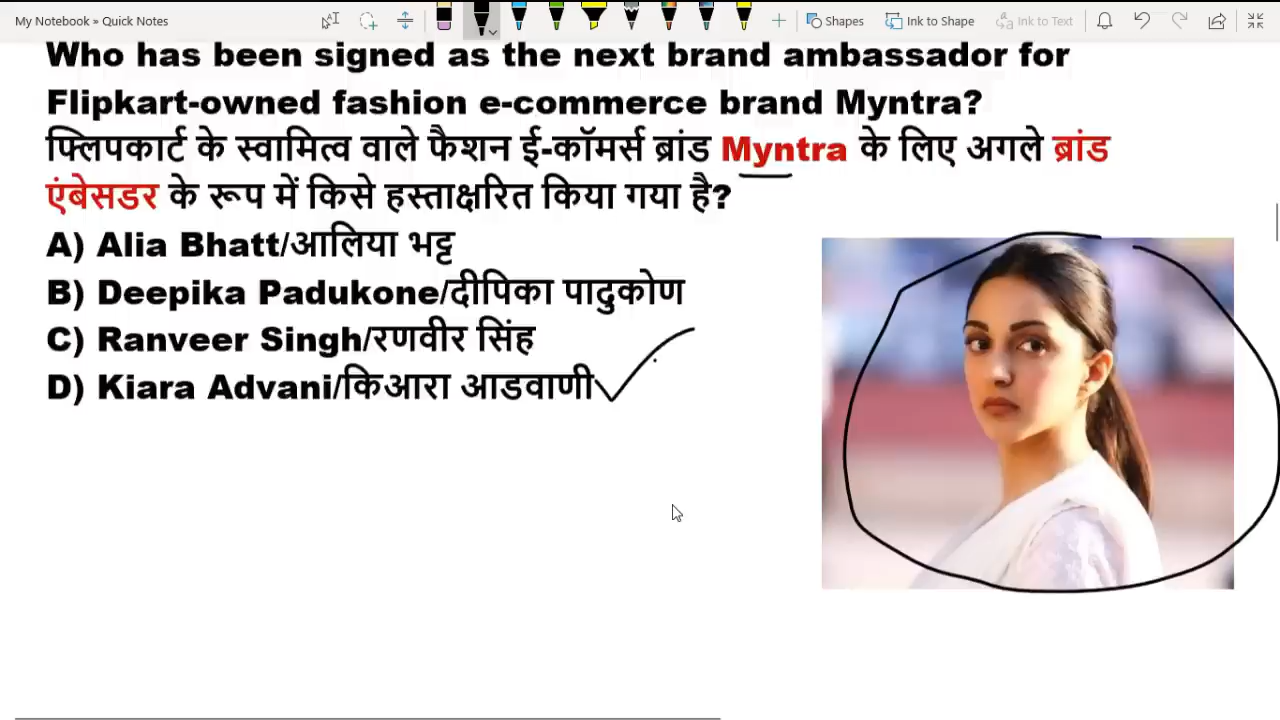 My Notebook » Quick Notes
Shapes
Ink to Shape
Ink to Text
Who has been signed as the next brand ambassador for
Flipkart-owned fashion e-commerce brand Myntra?
फ्लिपकार्ट के स्वामित्व वाले फैशन ई-कॉमर्स ब्रांड Myntra के लिए अगले ब्रांड
एंबेसडर के रूप में किसे हस्ताक्षरित किया गया है?
A) Alia Bhatt/आलिया भट्ट
B) Deepika Padukone/दीपिका पादुकोण
C) Ranveer Singh/रणवीर सिंह
D) Kiara Advani/किआरा आडवाणी